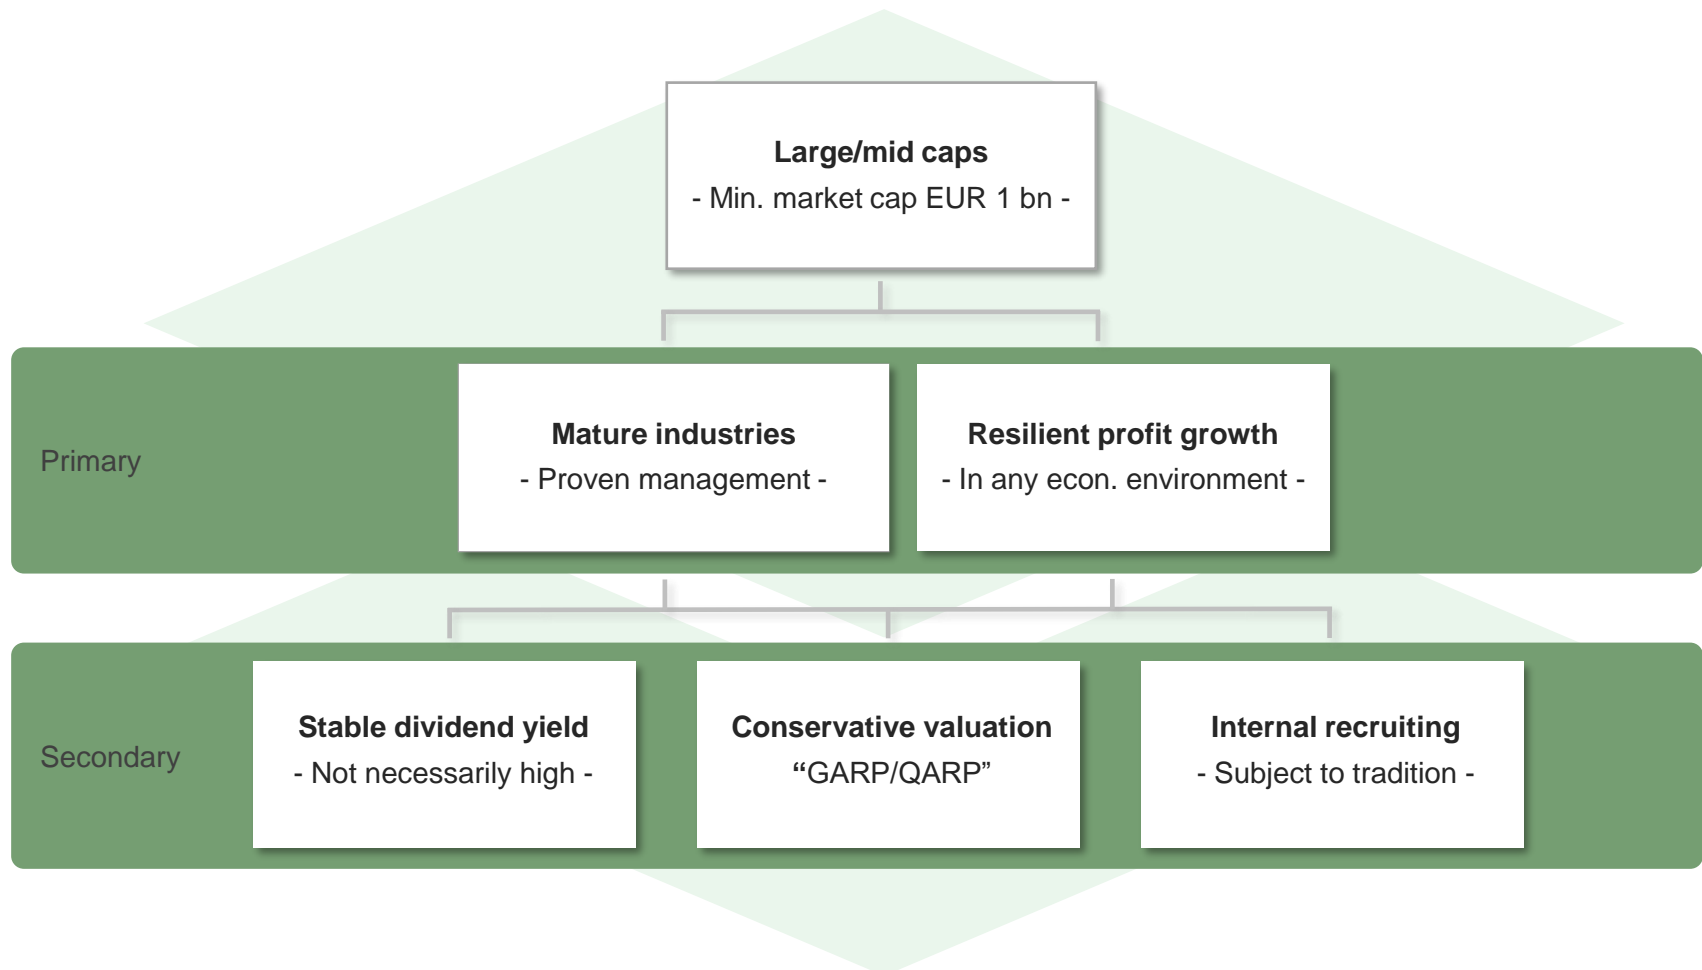 Large/mid caps
- Min. market cap EUR 1 bn -
Primary
Mature industries
- Proven management -
Resilient profit growth
- In any econ. environment -
Secondary
Stable dividend yield
- Not necessarily high -
Conservative valuation
“GARP/QARP”
Internal recruiting
- Subject to tradition -